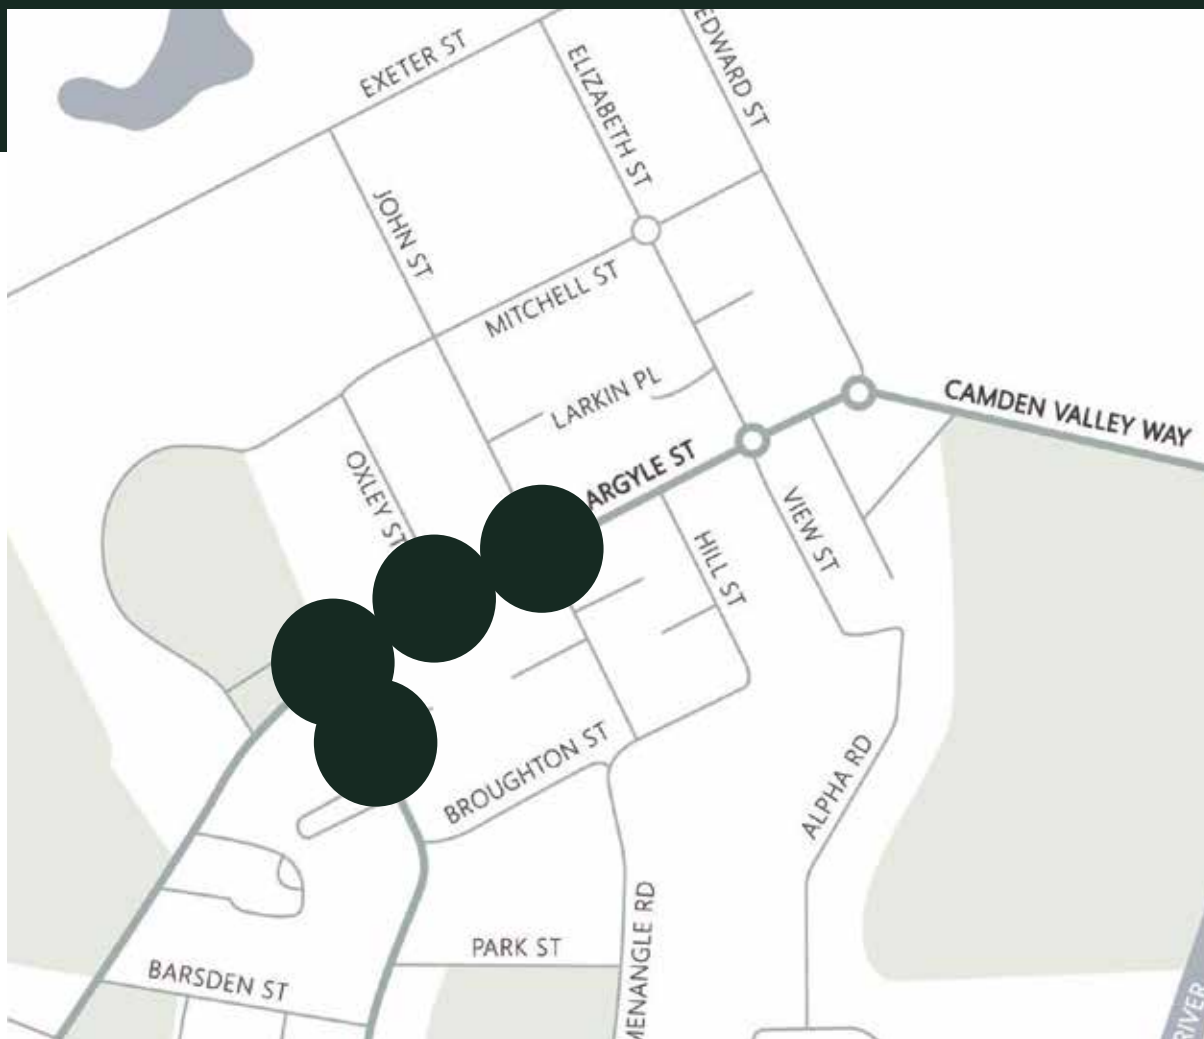 EXETER ST
ELIZABETH ST
EDWARD ST
JOHN ST
MITCHELL ST
LARKIN PL
CAMDEN VALLEY WAY
ARGYLE ST
OXLEY ST
VIEW ST
HILL ST
BROUGHTON ST
ALPHA RD
MENANGLE RD
PARK ST
BARSDEN ST
RIVER